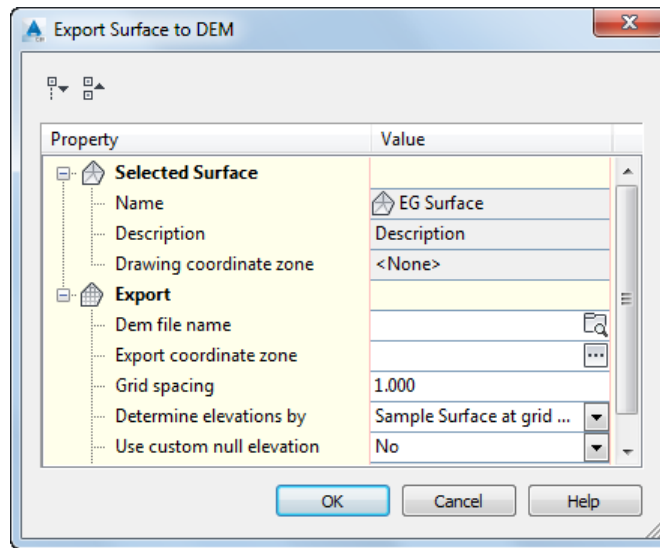 Export Surface to DEM
Property Value
Selected Surface
Name EG Surface
Description Description
Drawing coordinate zone <None>
Export
Dem file name
Export coordinate zone ...
Grid spacing 1.000
Determine elevations by Sample Surface at grid ...
Use custom null elevation No
OK Cancel Help